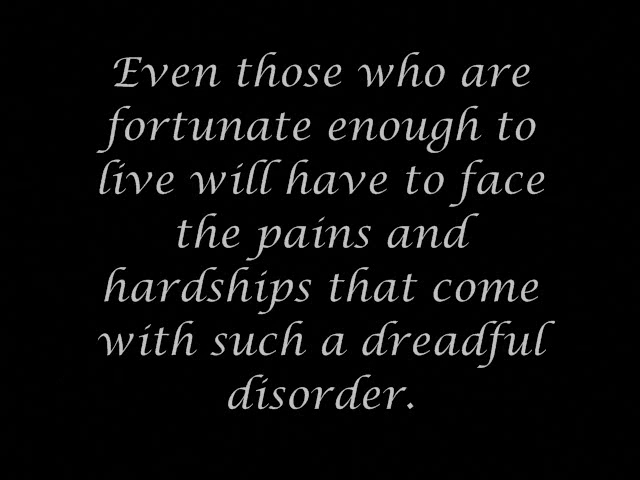 Even those who are
fortunate enough to
live will have to face
the pains and
hardships that come
with such a dreadful
disorder.